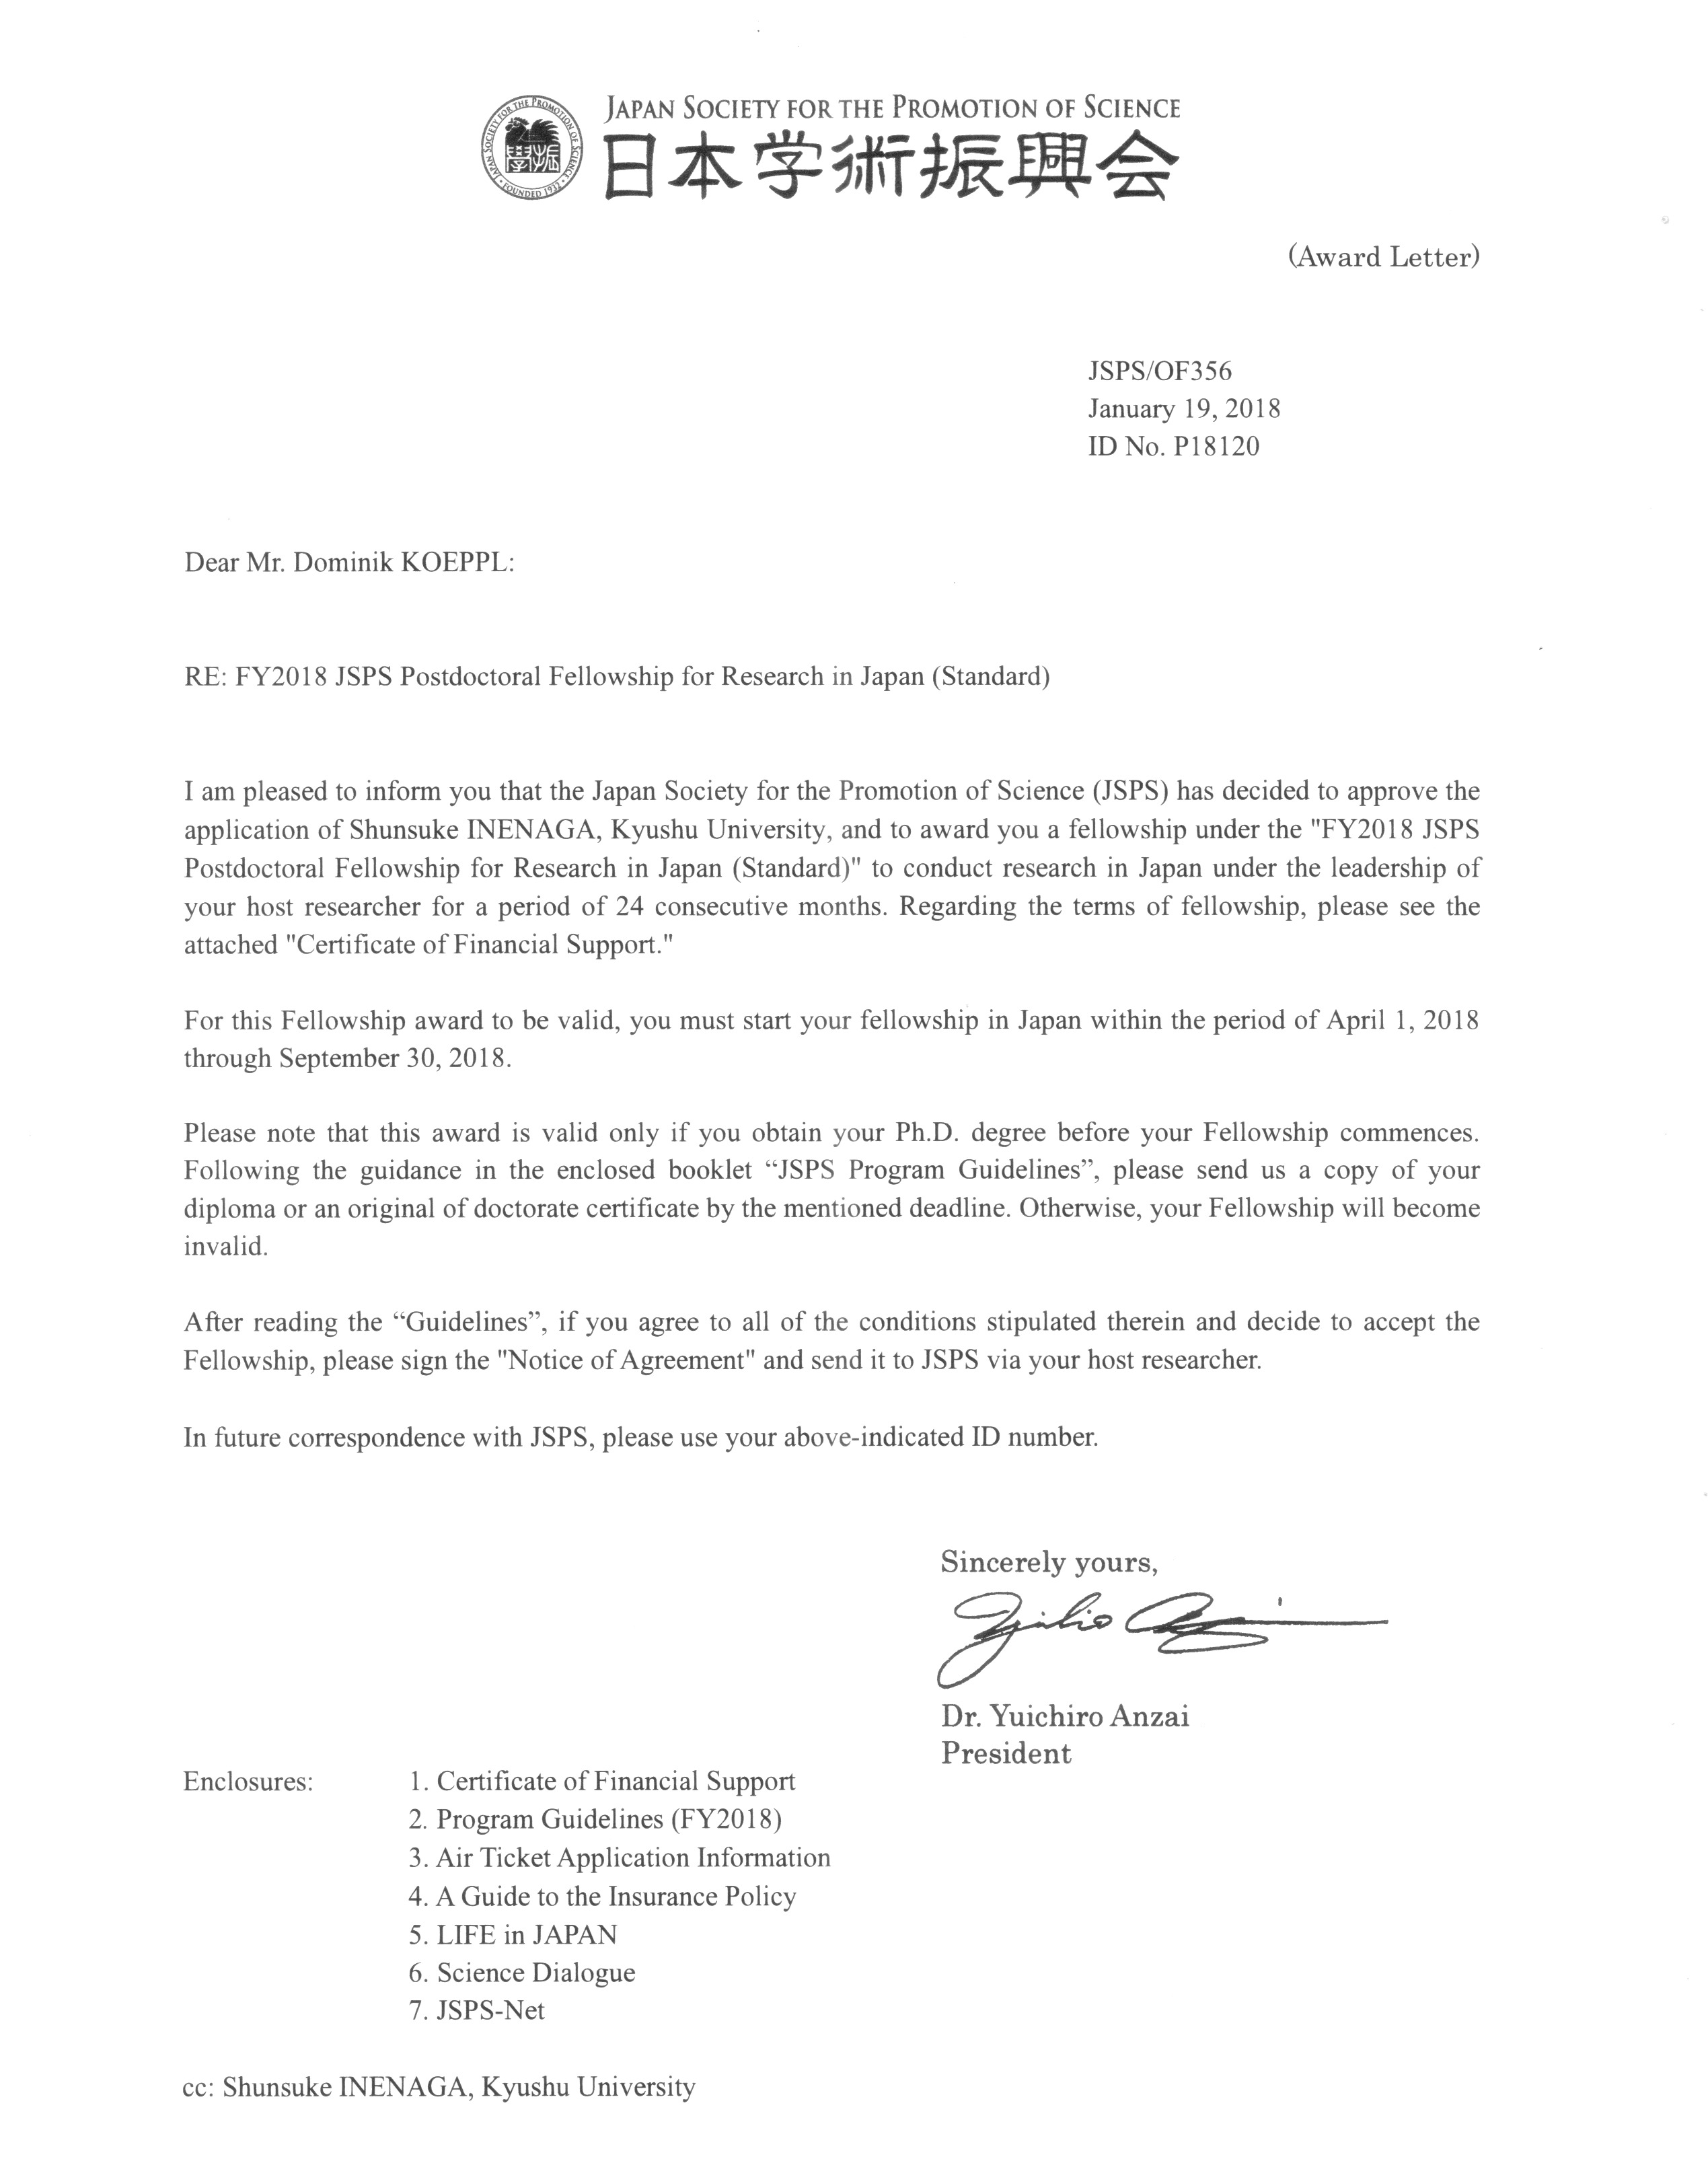 JAPAN SOCIETY FOR THE PROMOTION OF SCIENCE
日本学術振興会
JAPAN SOCIETY FOR THE PROMOTION OF SCIENCE • FOUNDED 1932 •
學振
(Award Letter)
JSPS/OF356
January 19, 2018
ID No. P18120
Dear Mr. Dominik KOEPPL:
RE: FY2018 JSPS Postdoctoral Fellowship for Research in Japan (Standard)
I am pleased to inform you that the Japan Society for the Promotion of Science (JSPS) has decided to approve the
application of Shunsuke INENAGA, Kyushu University, and to award you a fellowship under the "FY2018 JSPS
Postdoctoral Fellowship for Research in Japan (Standard)" to conduct research in Japan under the leadership of
your host researcher for a period of 24 consecutive months. Regarding the terms of fellowship, please see the
attached "Certificate of Financial Support."
For this Fellowship award to be valid, you must start your fellowship in Japan within the period of April 1, 2018
through September 30, 2018.
Please note that this award is valid only if you obtain your Ph.D. degree before your Fellowship commences.
Following the guidance in the enclosed booklet “JSPS Program Guidelines”, please send us a copy of your
diploma or an original of doctorate certificate by the mentioned deadline. Otherwise, your Fellowship will become
invalid.
After reading the “Guidelines”, if you agree to all of the conditions stipulated therein and decide to accept the
Fellowship, please sign the "Notice of Agreement" and send it to JSPS via your host researcher.
In future correspondence with JSPS, please use your above-indicated ID number.
Sincerely yours,
Dr. Yuichiro Anzai
President
Enclosures:
1. Certificate of Financial Support
2. Program Guidelines (FY2018)
3. Air Ticket Application Information
4. A Guide to the Insurance Policy
5. LIFE in JAPAN
6. Science Dialogue
7. JSPS-Net
cc: Shunsuke INENAGA, Kyushu University